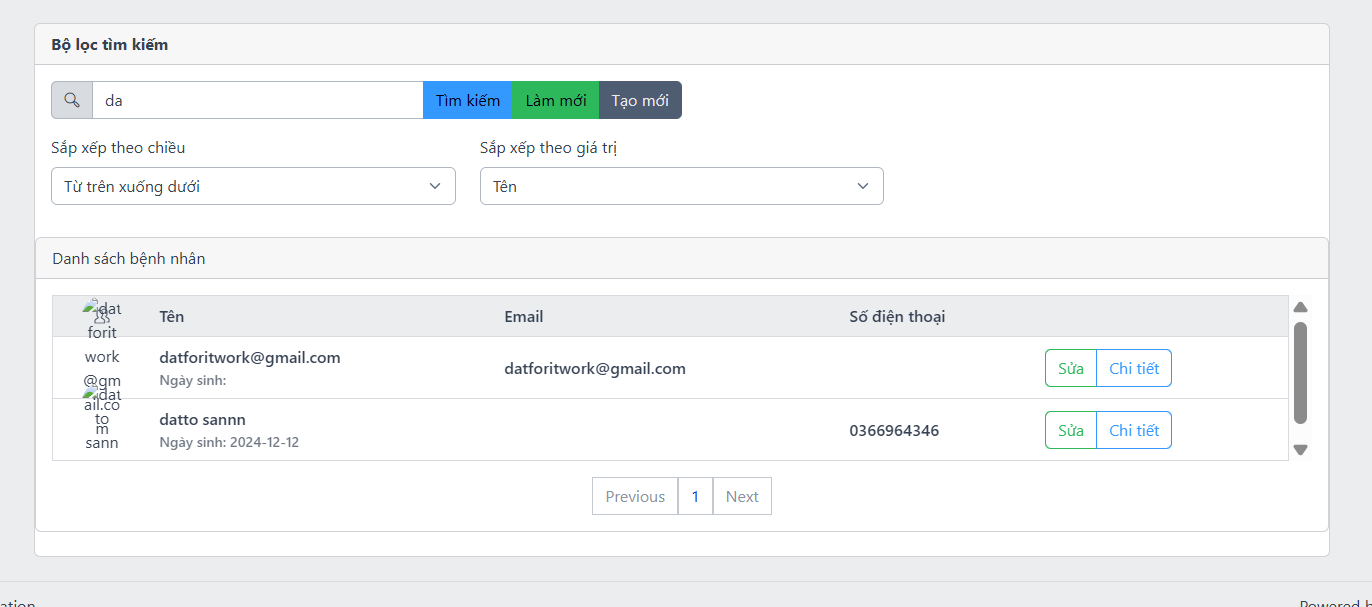 Bộ lọc tìm kiếm
da
Tìm kiếm
Làm mới
Tạo mới
Sắp xếp theo chiều
Sắp xếp theo giá trị
Từ trên xuống dưới
Tên
Danh sách bệnh nhân
Tên
Email
Số điện thoại
dat
forit
work
@gm
ail.co
m
datforitwork@gmail.com
Ngày sinh:
datforitwork@gmail.com
Sửa
Chi tiết
dat
to
sann
datto sannn
Ngày sinh: 2024-12-12
0366964346
Sửa
Chi tiết
Previous
1
Next
ation
Powered b